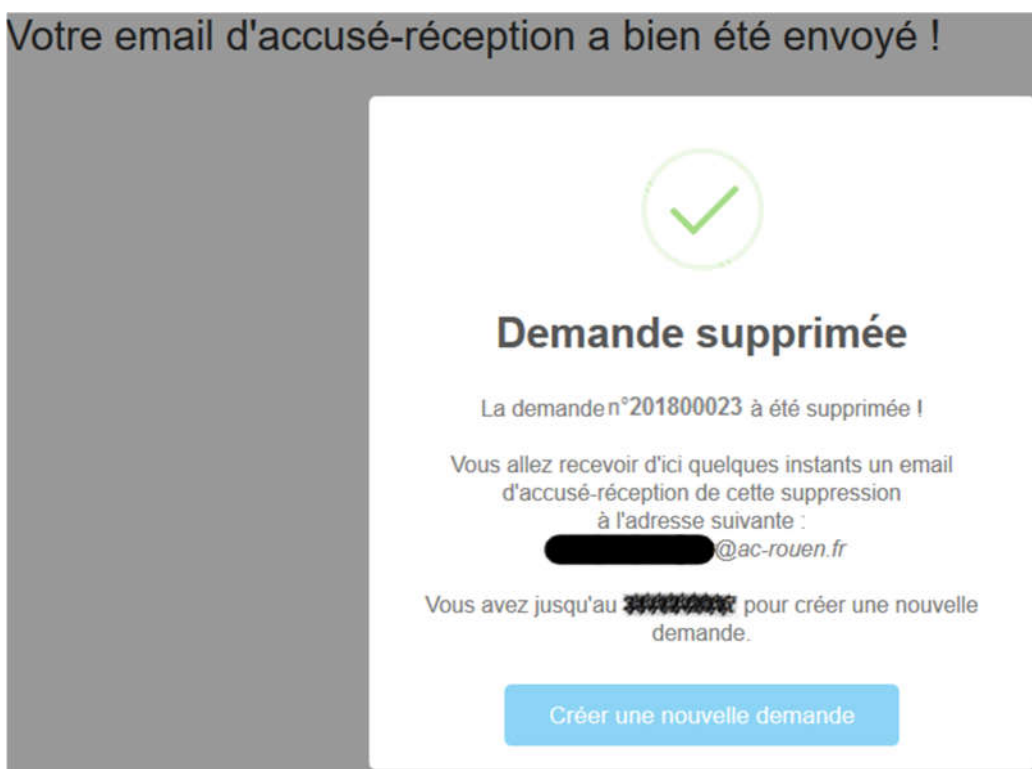 Votre email d'accusé-réception a bien été envoyé !
Demande supprimée
La demande n°201800023 à été supprimée !
Vous allez recevoir d'ici quelques instants un email
d'accusé-réception de cette suppression
à l'adresse suivante :
@ac-rouen.fr
Vous avez jusqu'au pour créer une nouvelle
demande.
Créer une nouvelle demande